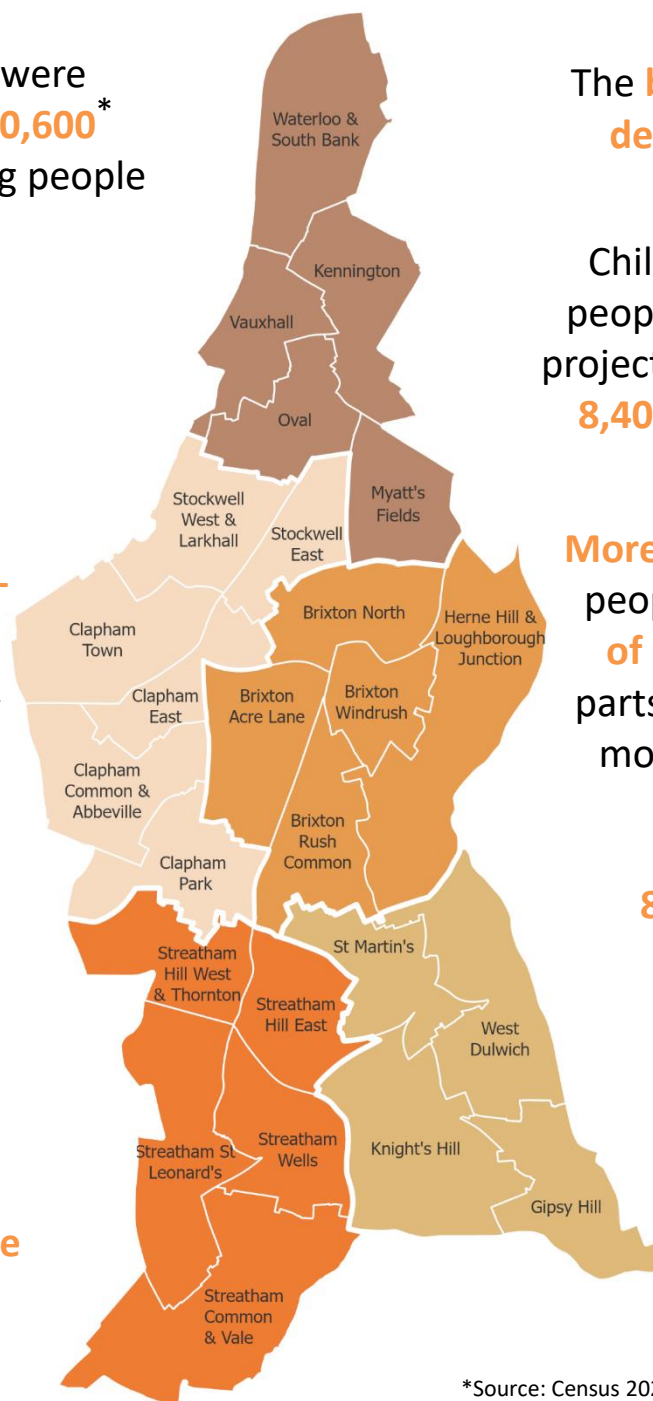 were
0,600*
g people
The
de
Chil
peop
project
8,40
More
peop
of
parts
mo
8
e
Waterloo &
South Bank
Kennington
Vauxhall
Oval
Myatt's
Fields
Stockwell
West &
Larkhall
Stockwell
East
Clapham
Town
Clapham
East
Clapham
Common &
Abbeville
Clapham
Park
Brixton North
Herne Hill &
Loughborough
Junction
Brixton
Acre Lane
Brixton
Windrush
Brixton
Rush
Common
St Martin's
West
Dulwich
Knight's Hill
Gipsy Hill
Streatham
Hill West
& Thornton
Streatham
Hill East
Streatham St
Leonard's
Streatham
Wells
Streatham
Common
& Vale
*Source: Census 202